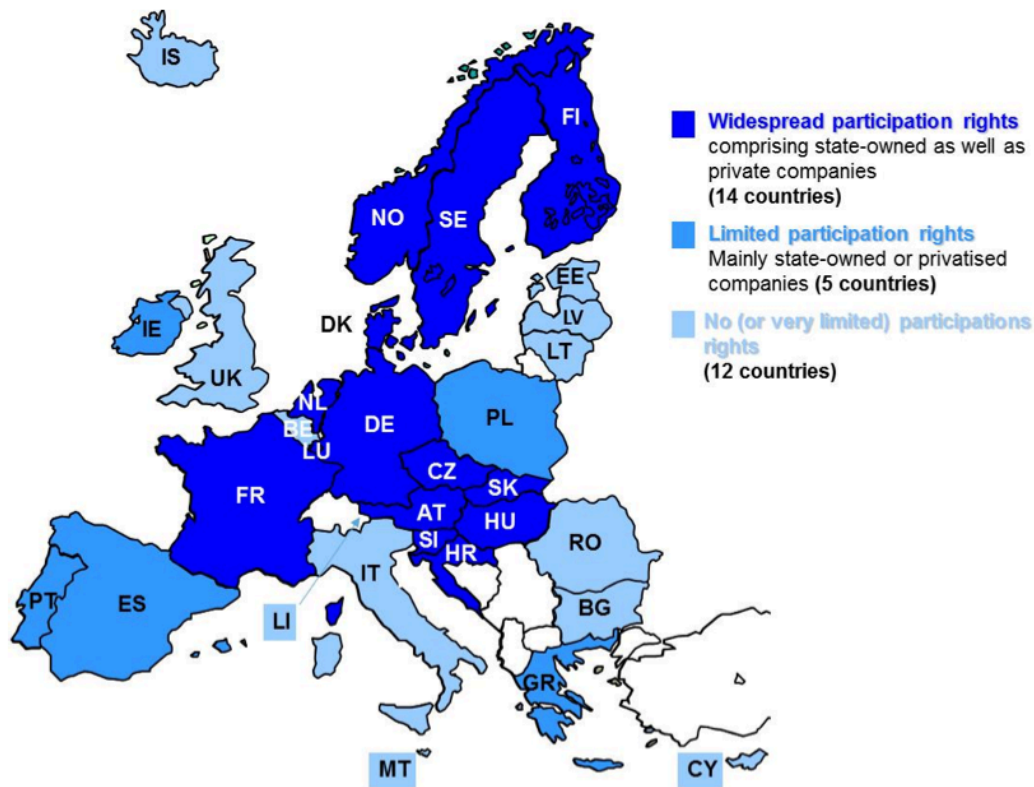 IS
FI
NO
SE
EE
LV
DK
LT
IE
UK
NL
BE
LU
DE
PL
CZ
SK
FR
AT
HU
SI
HR
RO
IT
BG
PT
ES
LI
GR
MT
CY
Widespread participation rights
comprising state-owned as well as
private companies
(14 countries)
Limited participation rights
Mainly state-owned or privatised
companies (5 countries)
No (or very limited) participations
rights
(12 countries)